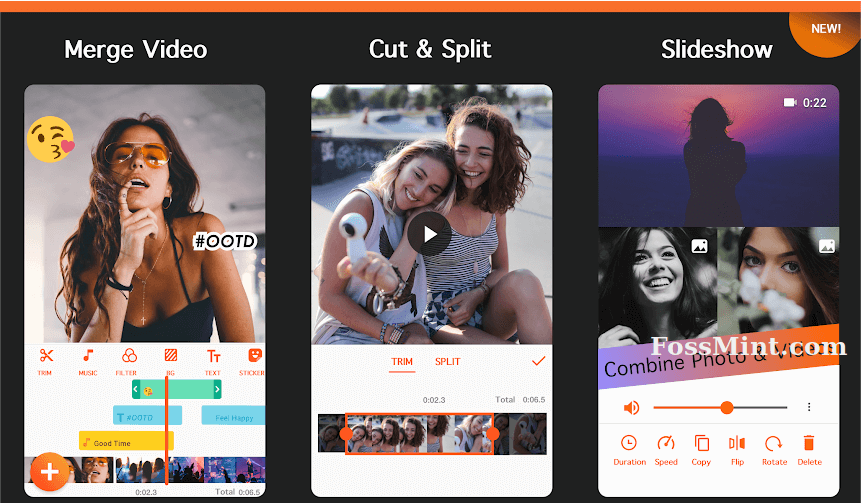 NEW!
Merge Video
Cut & Split
Slideshow
#OOTD
TRIM MUSIC FILTER BG TEXT STICKER
T #OOTD
Feel Happy
Good Time
0:02.3 Total 0:06.5
TRIM SPLIT
0:02.3 Total 0:06.5
0:22
FossMint.com
Combine Photo & Video
Duration Speed Copy Flip Rotate Delete